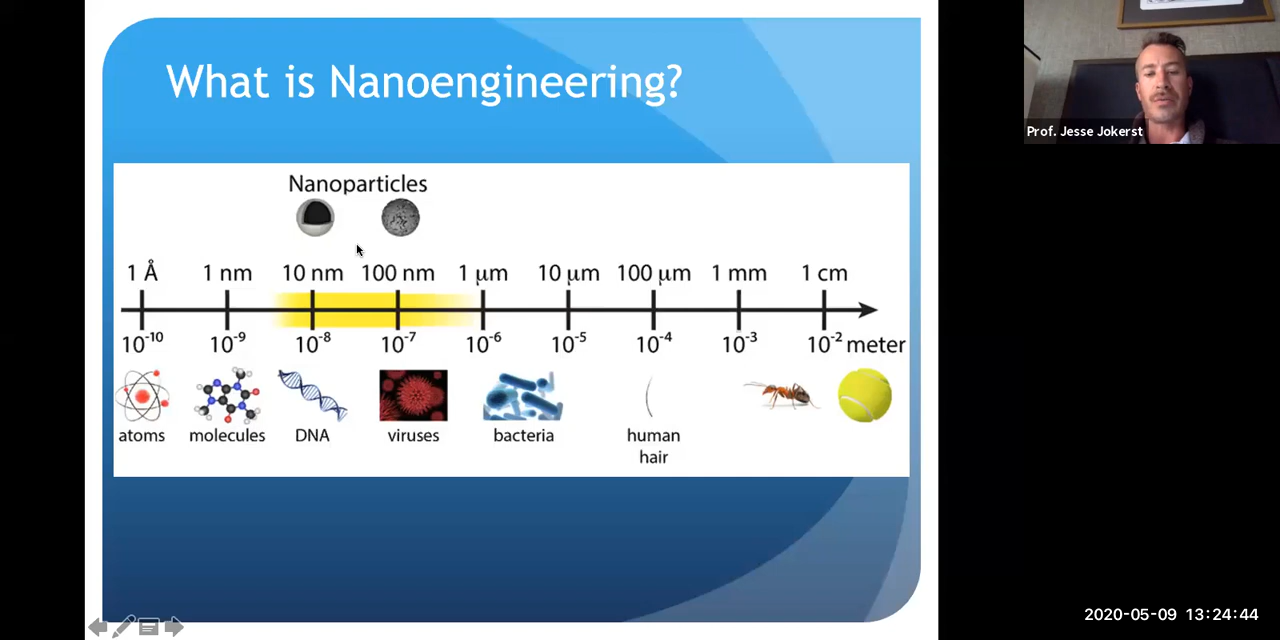 What is Nanoengineering?
Prof. Jesse Jokerst
Nanoparticles
1 Å 1 nm 10 nm 100 nm 1 μm 10 μm 100 μm 1 mm 1 cm
10⁻¹⁰ 10⁻⁹ 10⁻⁸ 10⁻⁷ 10⁻⁶ 10⁻⁵ 10⁻⁴ 10⁻³ 10⁻² meter
atoms molecules DNA viruses bacteria human
hair
2020-05-09 13:24:44